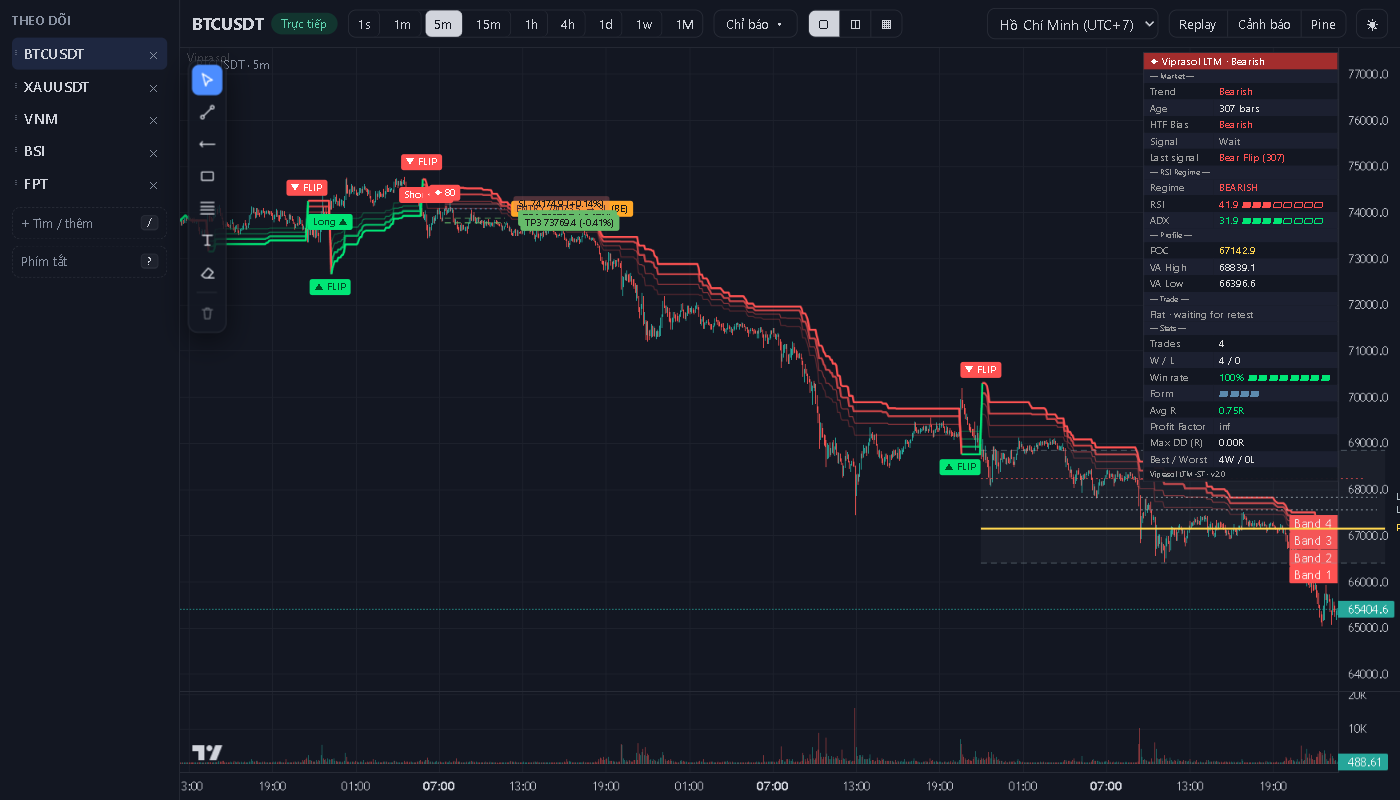 THEO DÕI
BTCUSDT
XAUUSDT
VNM
BSI
FPT
+ Tìm / thêm /
Phím tắt ?
BTCUSDT Trực tiếp 1s 1m 5m 15m 1h 4h 1d 1w 1M Chỉ báo Hồ Chí Minh (UTC+7) Replay Cảnh báo Pine
Viprasol
SDT · 5m
T
▼ FLIP
▼ FLIP
Long ▲
▲ FLIP
80
(BE)
TP3 73769.4 (-0.41%)
▼ FLIP
▲ FLIP
Viprasol LTM · Bearish
— Market —
Trend Bearish
Age 307 bars
HTF Bias Bearish
Signal Wait
Last signal Bear Flip (307)
— RSI Regime —
Regime BEARISH
RSI 41.9
ADX 31.9
— Profile —
POC 67142.9
VA High 68839.1
VA Low 66396.6
— Trade —
Flat · waiting for retest
— Stats —
Trades 4
W / L 4 / 0
Win rate 100%
Form
Avg R 0.75R
Profit Factor inf
Max DD (R) 0.00R
Best / Worst 4W / 0L
Viprasol LTM-ST · v2.0
Band 4
Band 3
Band 2
Band 1
77000.0
76000.0
75000.0
74000.0
73000.0
72000.0
71000.0
70000.0
69000.0
68000.0
67000.0
66000.0
65404.6
65000.0
64000.0
20K
10K
488.61
3:00 19:00 01:00 07:00 13:00 19:00 01:00 07:00 13:00 19:00 01:00 07:00 13:00 19:00